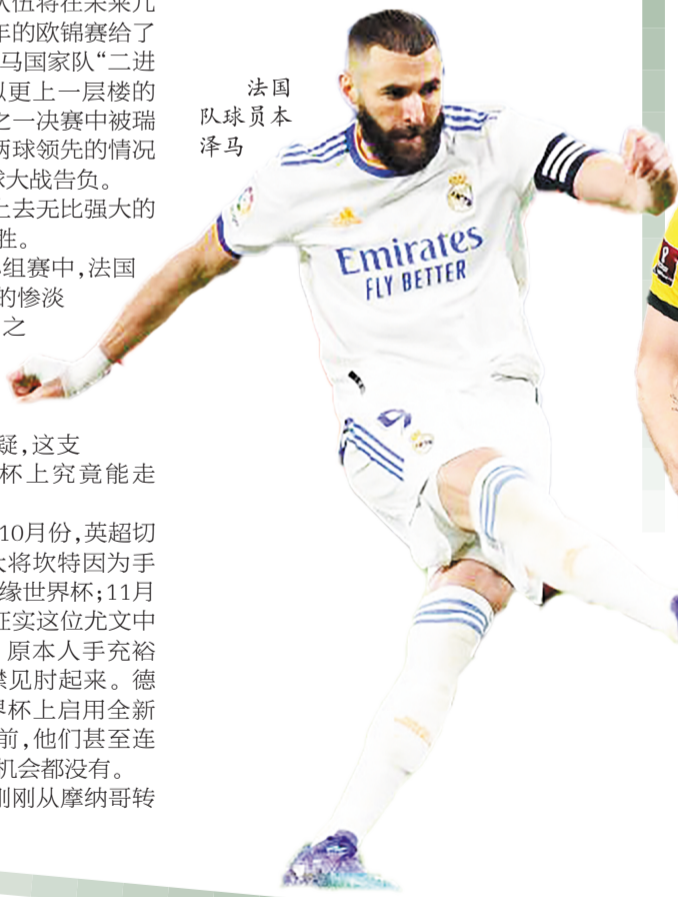 队伍将在未来几
年的欧锦赛给了
马国家队“二进
以更上一层楼的
之一决赛中被瑞
两球领先的情况
球大战告负。
上去无比强大的
胜。
组赛中,法国
的惨淡
之
疑,这支
杯上究竟能走
10月份,英超切
大将坎特因为手
缘世界杯;11月
证实这位尤文中
原本人手充裕
襟见肘起来。德
界杯上启用全新
前,他们甚至连
机会都没有。
刚刚从摩纳哥转
法国
队球员本
泽马
Emirates
FLY BETTER